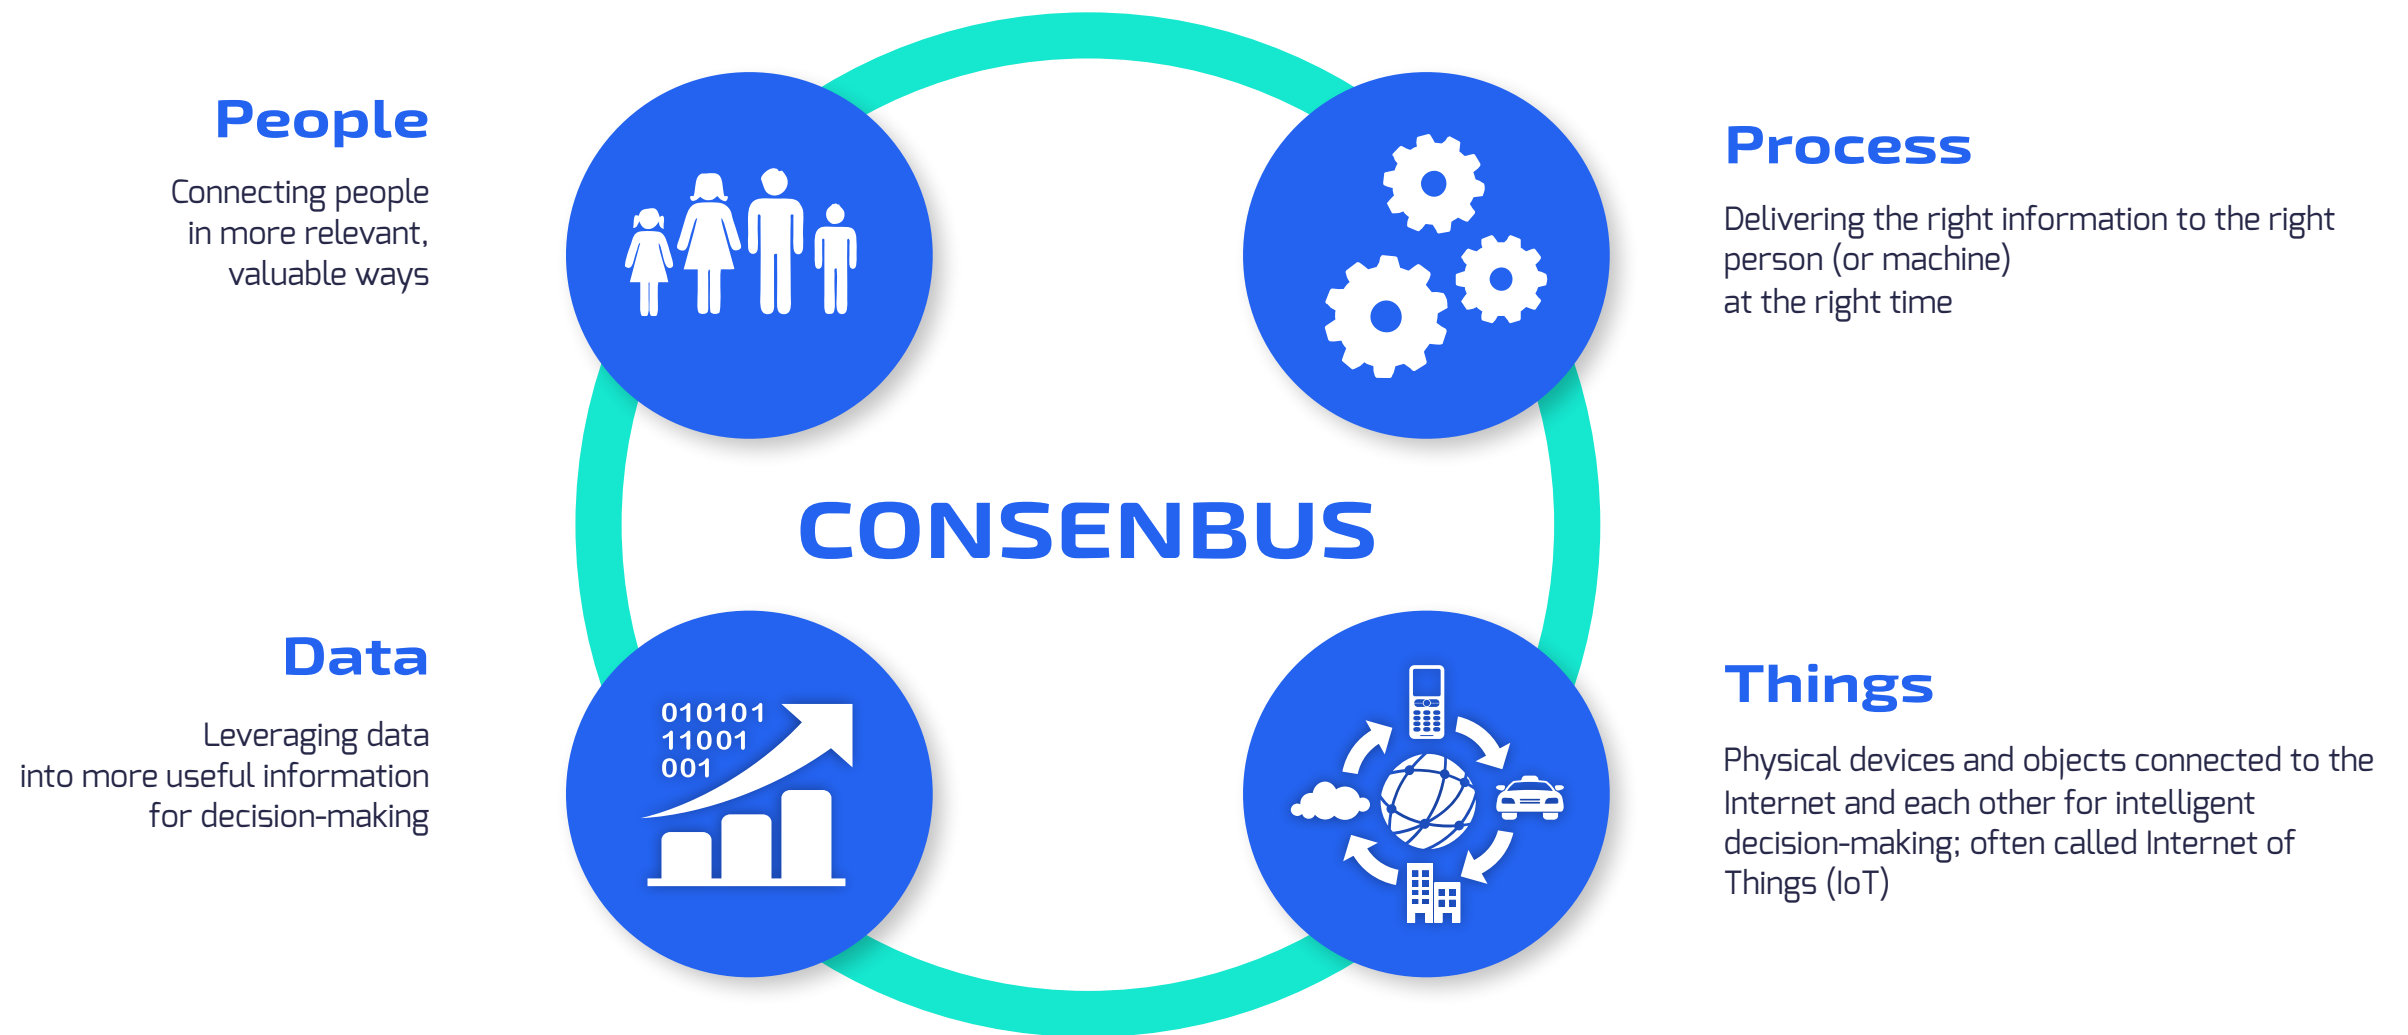 People
Connecting people
in more relevant,
valuable ways
Process
Delivering the right information to the right
person (or machine)
at the right time
CONSENBUS
Data
Leveraging data
into more useful information
for decision-making
010101
11001
001
Things
Physical devices and objects connected to the
Internet and each other for intelligent
decision-making; often called Internet of
Things (IoT)